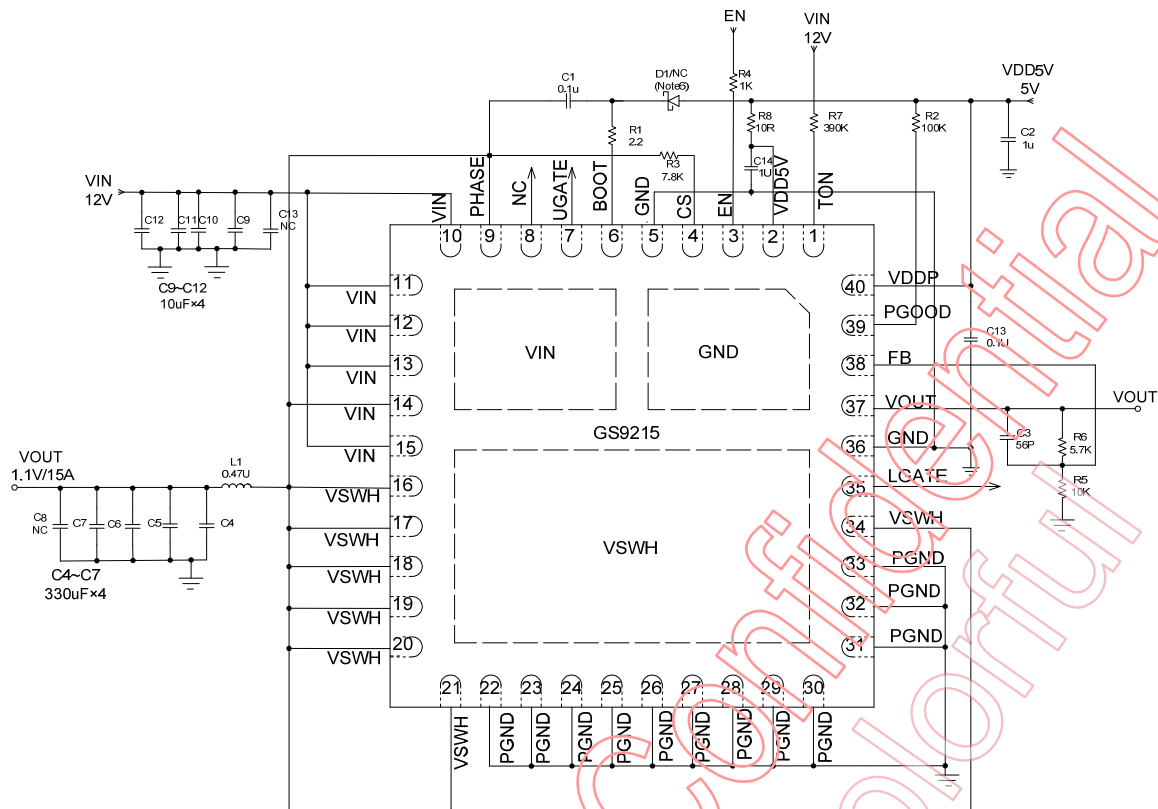 EN
VIN
12V
C1
0.1u
D1/NC
(Note6)
R4
1K
VDD5V
5V
R1
2.2
R8
10R
R7
390K
R2
100K
C2
1u
R3
7.8K
C14
1U
VIN
12V
C12
C11
C10
C9
C13
NC
C9~C12
10uF×4
VIN
PHASE
NC
UGATE
BOOT
GND
CS
EN
VDD5V
TON
10
9
8
7
6
5
4
3
2
1
11
VIN
12
VIN
13
VIN
14
VIN
15
VIN
16
VSWH
17
VSWH
18
VSWH
19
VSWH
20
VSWH
VIN
GND
GS9215
VSWH
40
VDDP
39
PGOOD
38
FB
37
VOUT
36
GND
35
LGATE
34
VSWH
33
PGND
32
PGND
31
PGND
C13
0.1U
VOUT
C3
56P
R6
5.7K
R5
10K
VOUT
1.1V/15A
L1
0.47U
C8
NC
C7
C6
C5
C4
C4~C7
330uF×4
21
22
23
24
25
26
27
28
29
30
VSWH
PGND
PGND
PGND
PGND
PGND
PGND
PGND
PGND
PGND
Confidential
olorful